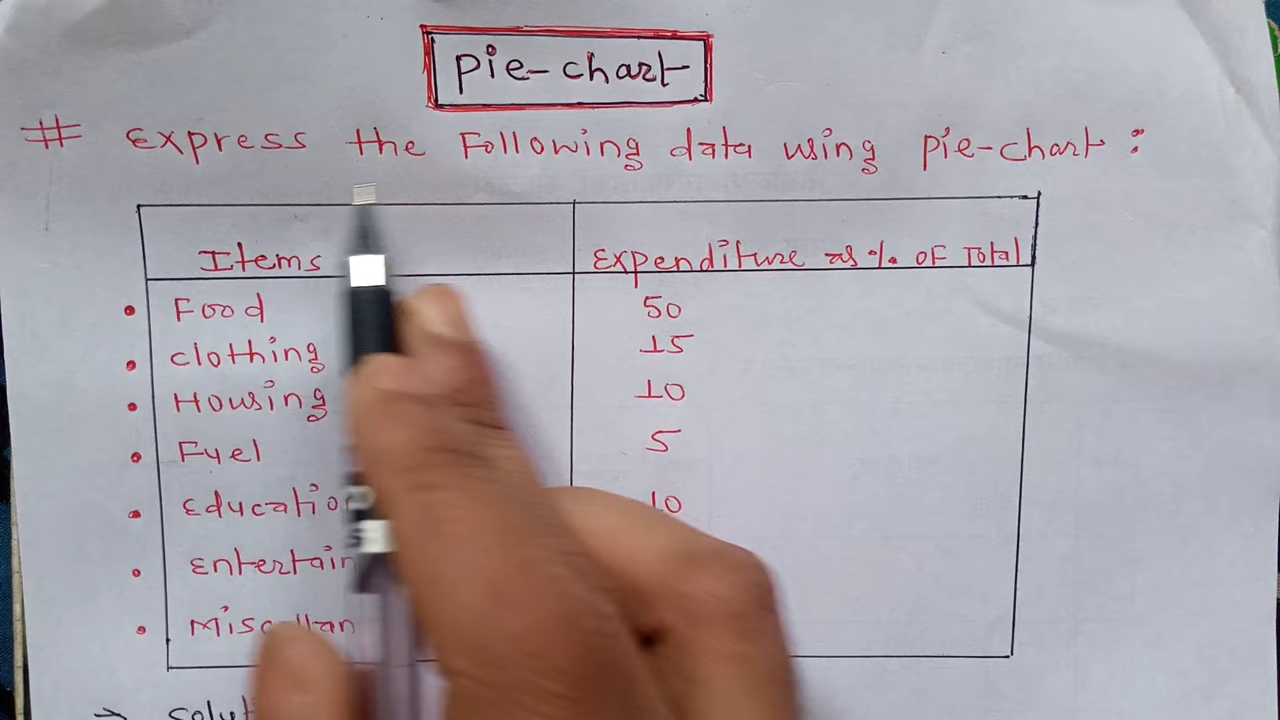 Pie-chart
# Express the Following data using Pie-chart :
Items Expenditure as % of Total
• Food 50
• Clothing 15
• Housing 10
• Fuel 5
• Education 10
•
•
→